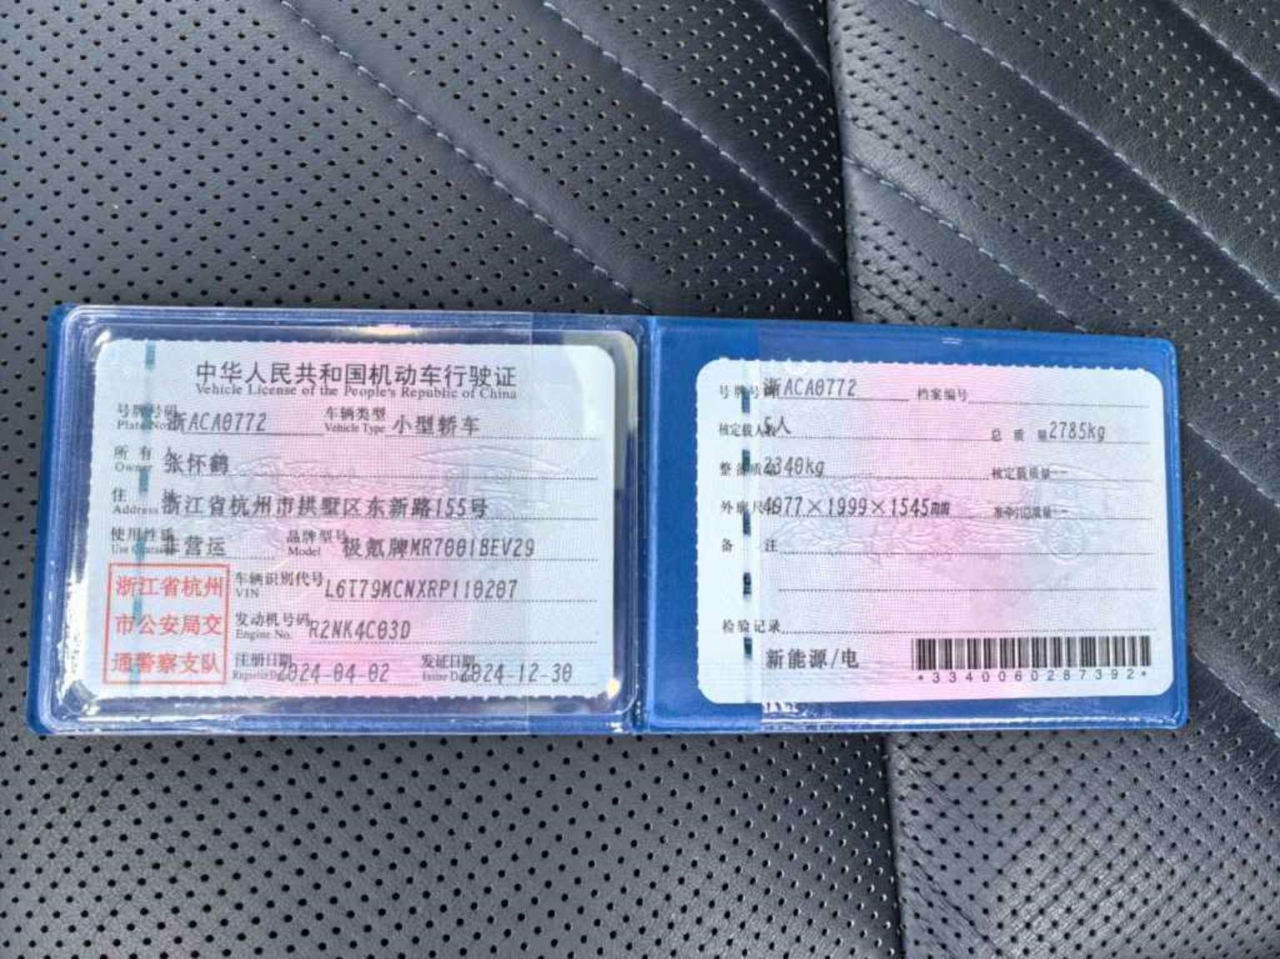 中华人民共和国机动车行驶证
Vehicle License of the People's Republic of China
号牌号码 浙ACA0772 车辆类型 小型轿车
Plate No. Vehicle Type
所有人 张怀鹤
Owner
住址 浙江省杭州市拱墅区东新路155号
Address
使用性质 非营运 品牌型号 极氪牌MR7001BEV29
Use Character Model
浙江省杭州
市公安局交
通警察支队
车辆识别代号 L6T79MCNXRP110207
VIN
发动机号码 R2NK4C03D
Engine No.
注册日期 2024-04-02 发证日期 2024-12-30
Register Date Issue Date
号牌号码 浙ACA0772 档案编号
核定载人数 5人 总质量 2785kg
整备质量 2340kg 核定载质量 --
外廓尺寸 4977×1999×1545mm 准牵引总质量 --
备注
检验记录
新能源/电
*3340060287392*